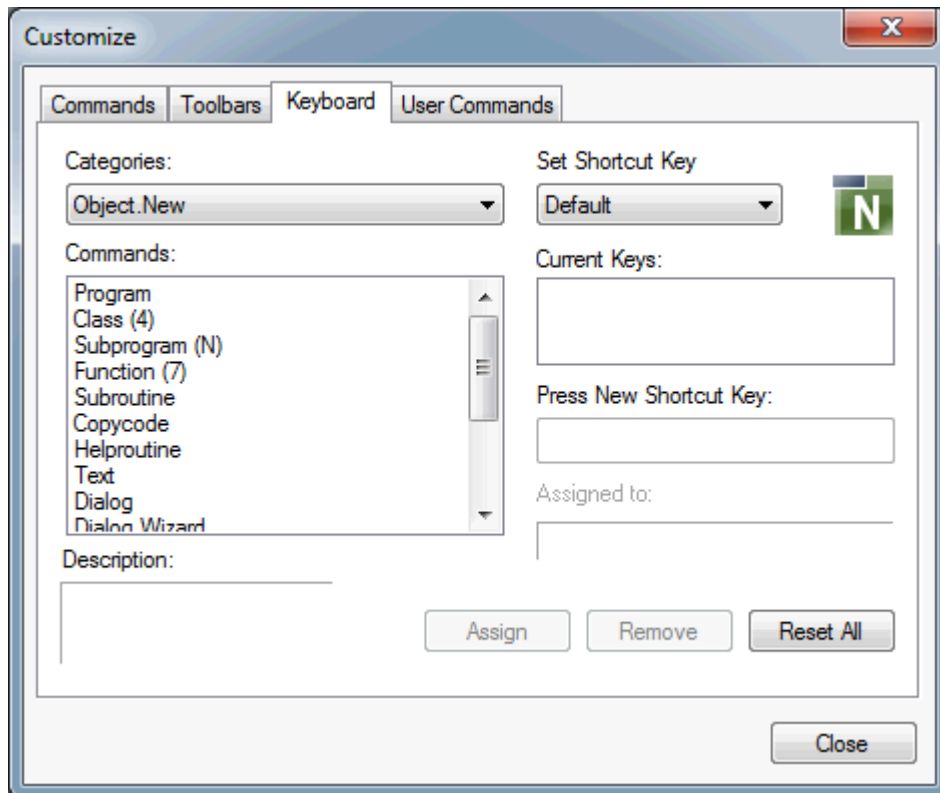 Customize
Commands
Toolbars
Keyboard
User Commands
Categories:
Object.New
Commands:
Program
Class (4)
Subprogram (N)
Function (7)
Subroutine
Copycode
Helproutine
Text
Dialog
Dialog Wizard
Description:
Set Shortcut Key
Default
N
Current Keys:
Press New Shortcut Key:
Assigned to:
Assign
Remove
Reset All
Close